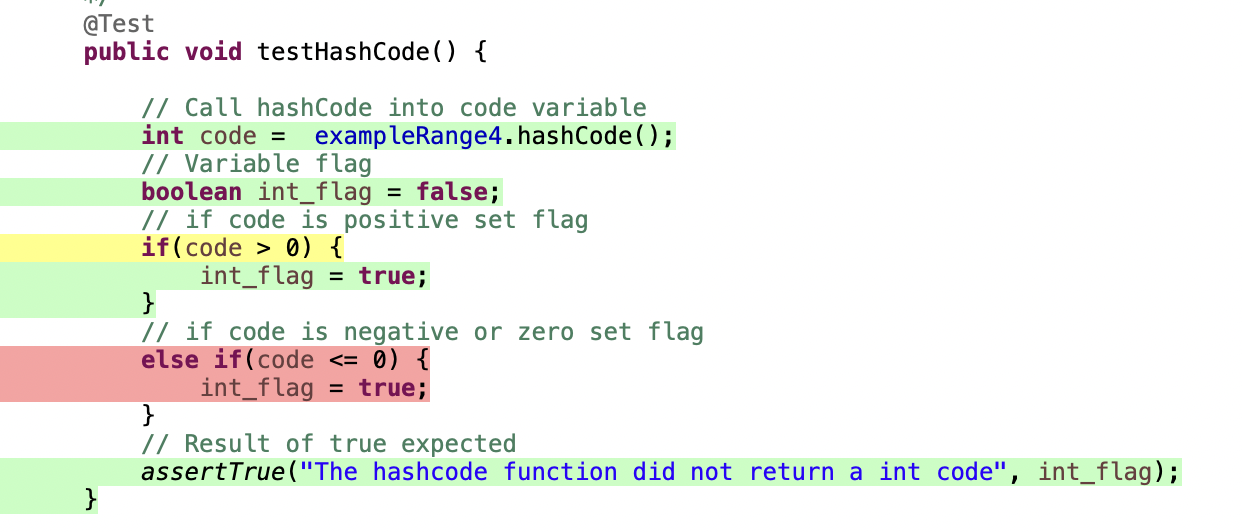 */
@Test
public void testHashCode() {
// Call hashCode into code variable
int code =  exampleRange4.hashCode();
// Variable flag
boolean int_flag = false;
// if code is positive set flag
if(code > 0) {
int_flag = true;
}
// if code is negative or zero set flag
else if(code <= 0) {
int_flag = true;
}
// Result of true expected
assertTrue("The hashcode function did not return a int code", int_flag);
}